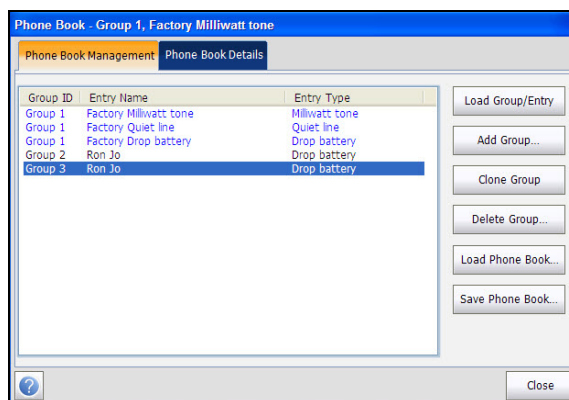 Phone Book - Group 1, Factory Milliwatt tone
Phone Book Management Phone Book Details
Group ID Entry Name Entry Type
Group 1 Factory Milliwatt tone Milliwatt tone
Group 1 Factory Quiet line Quiet line
Group 1 Factory Drop battery Drop battery
Group 2 Ron Jo Drop battery
Group 3 Ron Jo Drop battery
Load Group/Entry
Add Group...
Clone Group
Delete Group...
Load Phone Book...
Save Phone Book...
?
Close